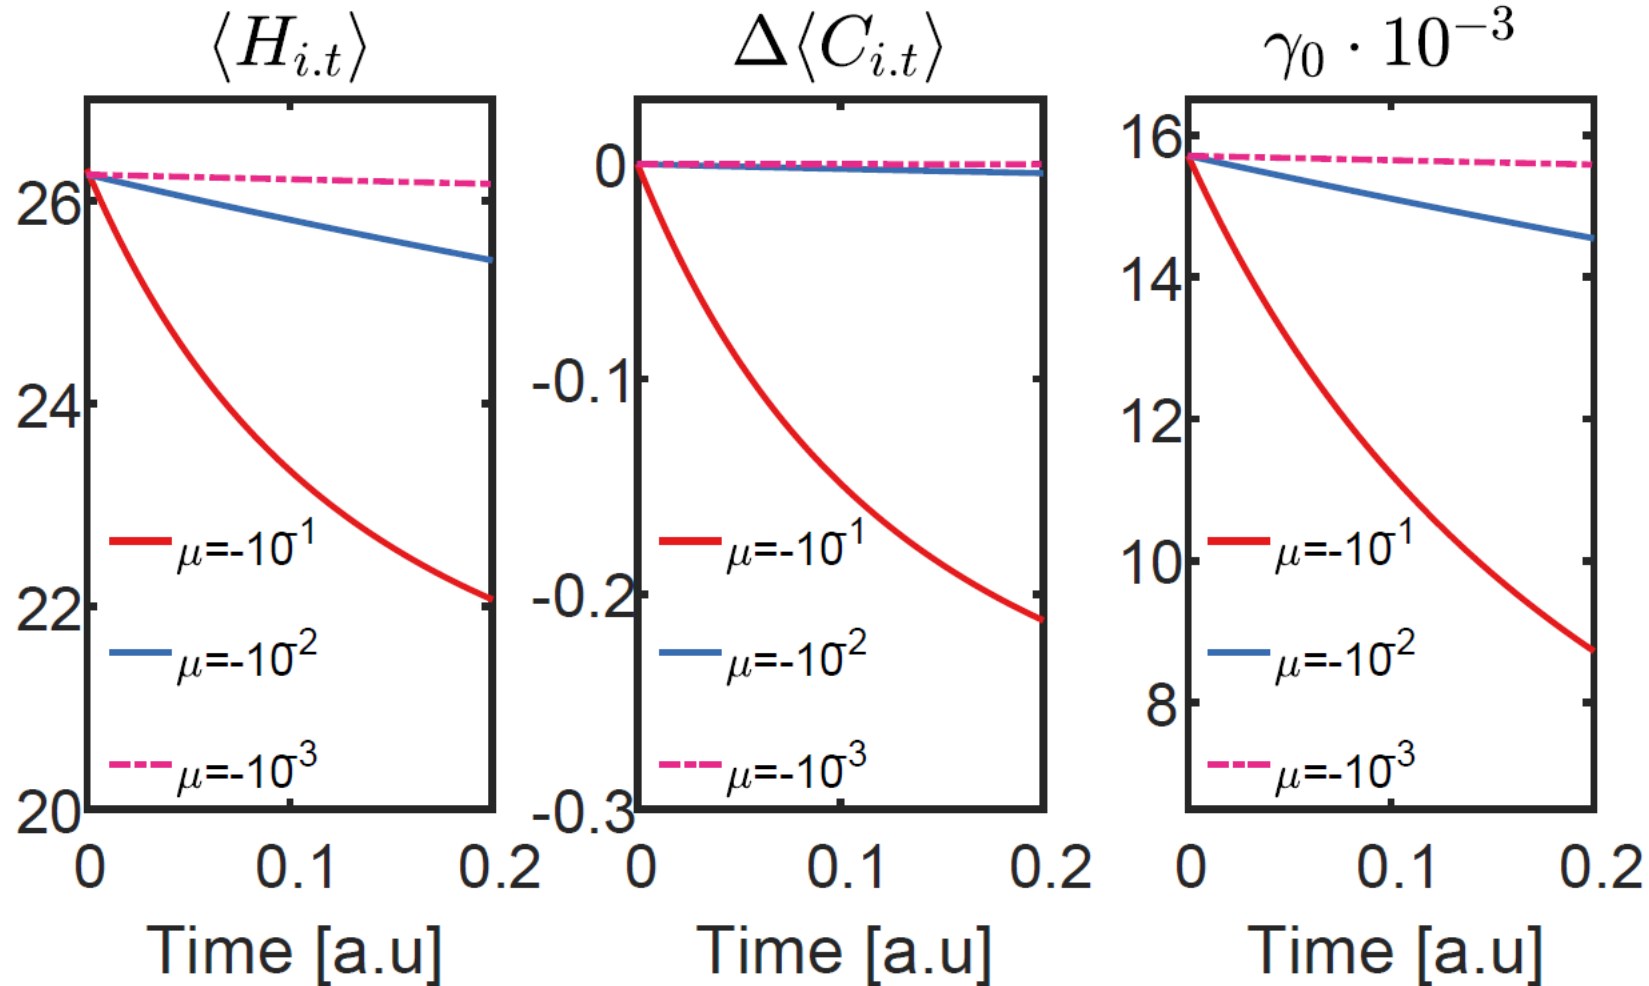 ⟨H_{i.t}⟩
26
24
22
20
μ=-10^{-1}
μ=-10^{-2}
μ=-10^{-3}
0 0.1 0.2
Time [a.u]
Δ⟨C_{i.t}⟩
0
-0.1
-0.2
-0.3
μ=-10^{-1}
μ=-10^{-2}
μ=-10^{-3}
0 0.1 0.2
Time [a.u]
γ_0 · 10^{-3}
16
14
12
10
8
μ=-10^{-1}
μ=-10^{-2}
μ=-10^{-3}
0 0.1 0.2
Time [a.u]